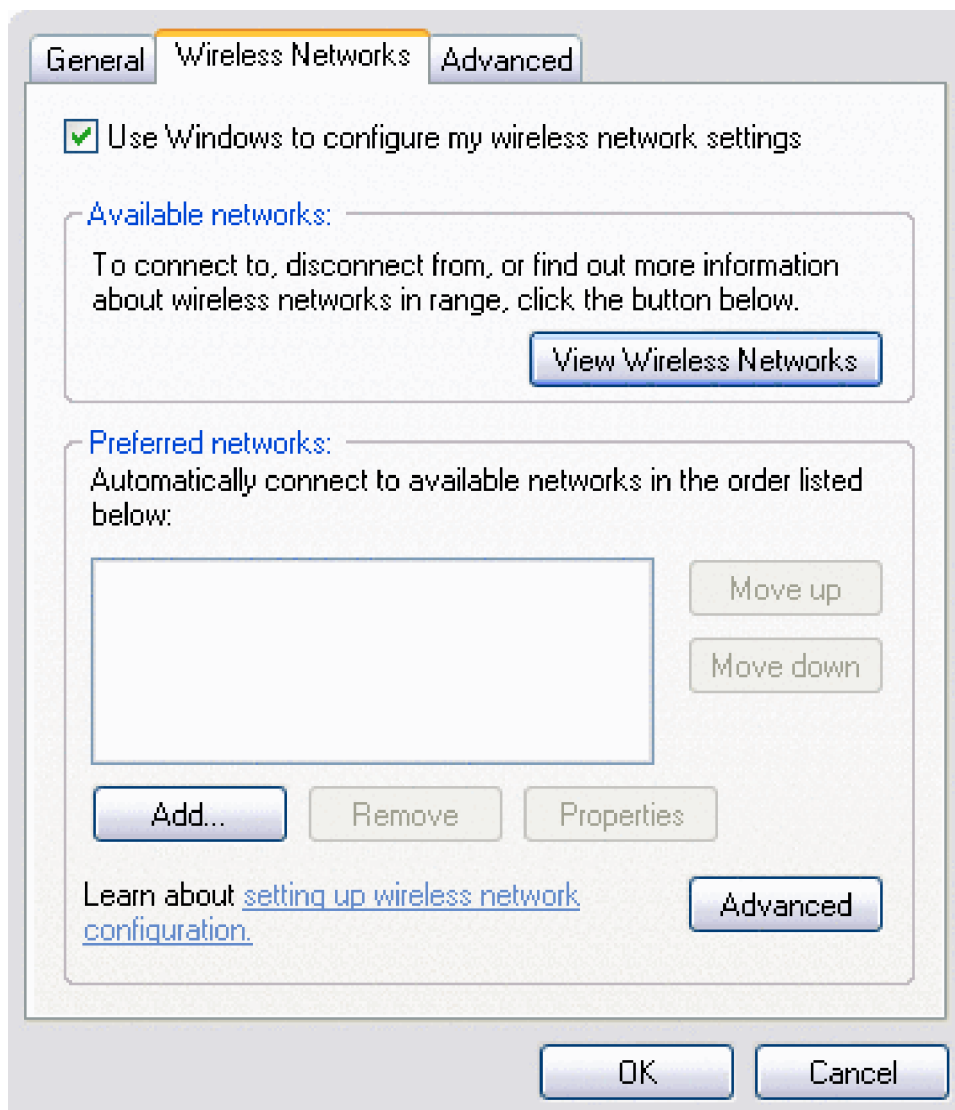 General
Wireless Networks
Advanced
Use Windows to configure my wireless network settings
Available networks:
To connect to, disconnect from, or find out more information
about wireless networks in range, click the button below.
View Wireless Networks
Preferred networks:
Automatically connect to available networks in the order listed
below:
Move up
Move down
Add...
Remove
Properties
Learn about setting up wireless network
configuration.
Advanced
OK
Cancel